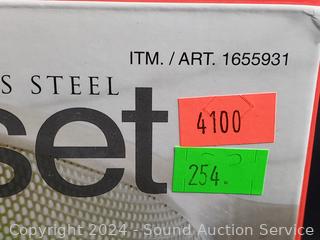 ITM. / ART. 1655931
S STEEL
set
4100
254.
Copyright 2024 - Sound Auction Service